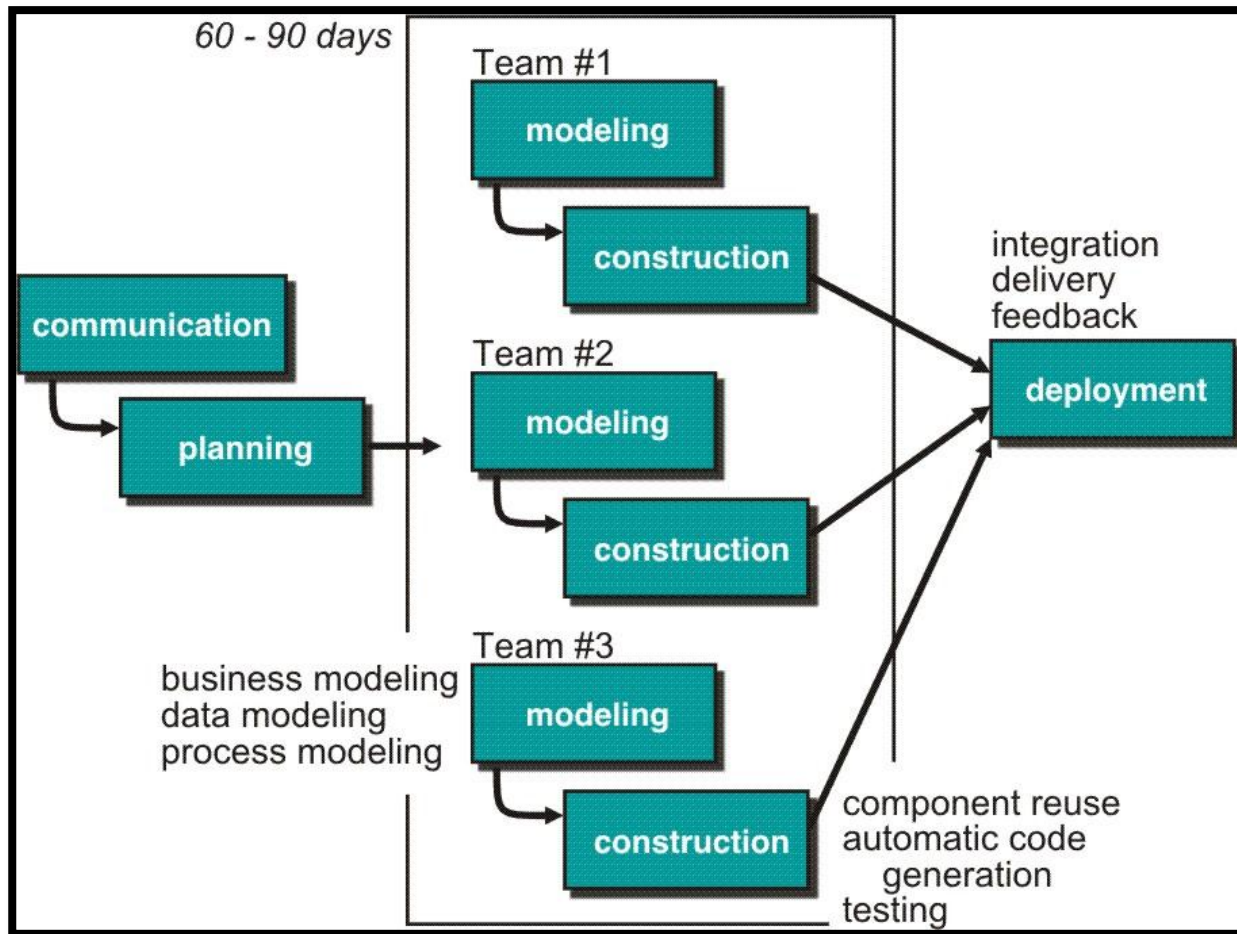 60 - 90 days
Team #1
modeling
construction
communication
planning
Team #2
modeling
construction
Team #3
modeling
construction
business modeling
data modeling
process modeling
component reuse
automatic code
generation
testing
integration
delivery
feedback
deployment